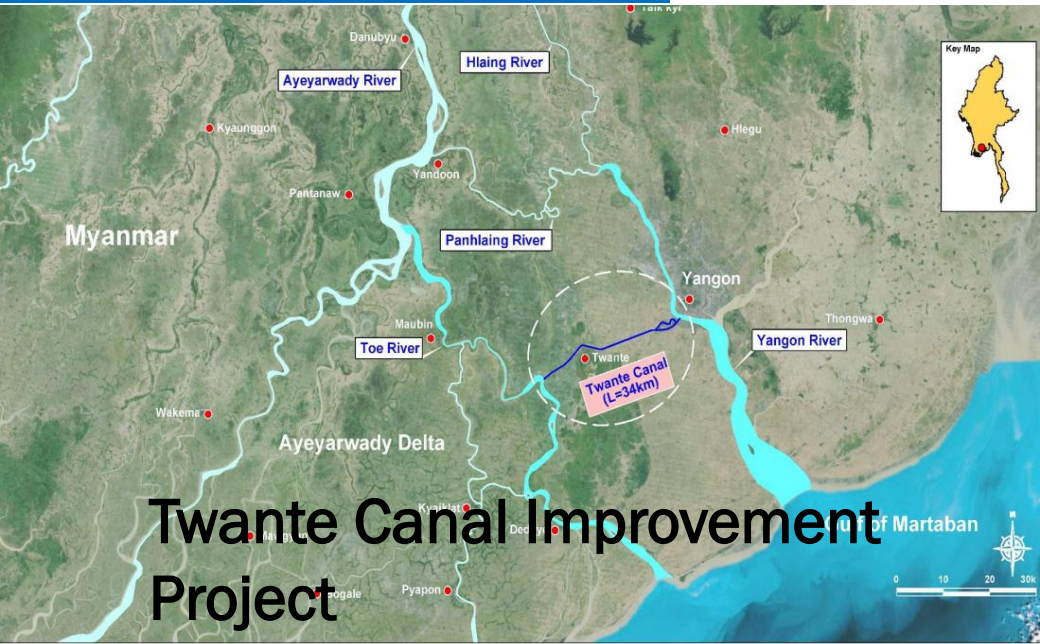 Danubyu
Hlaing River
Ayeyarwady River
Key Map
Kyaunggon
Hlegu
Yandoon
Pantanaw
Myanmar
Panhlaing River
Yangon
Maubin
Thongwa
Toe River
Yangon River
Twante
Twante Canal
(L=34km)
Wakema
Ayeyarwady Delta
Twante Canal Improvement
Project
of Martaban
Pyapon
0 10 20 30k